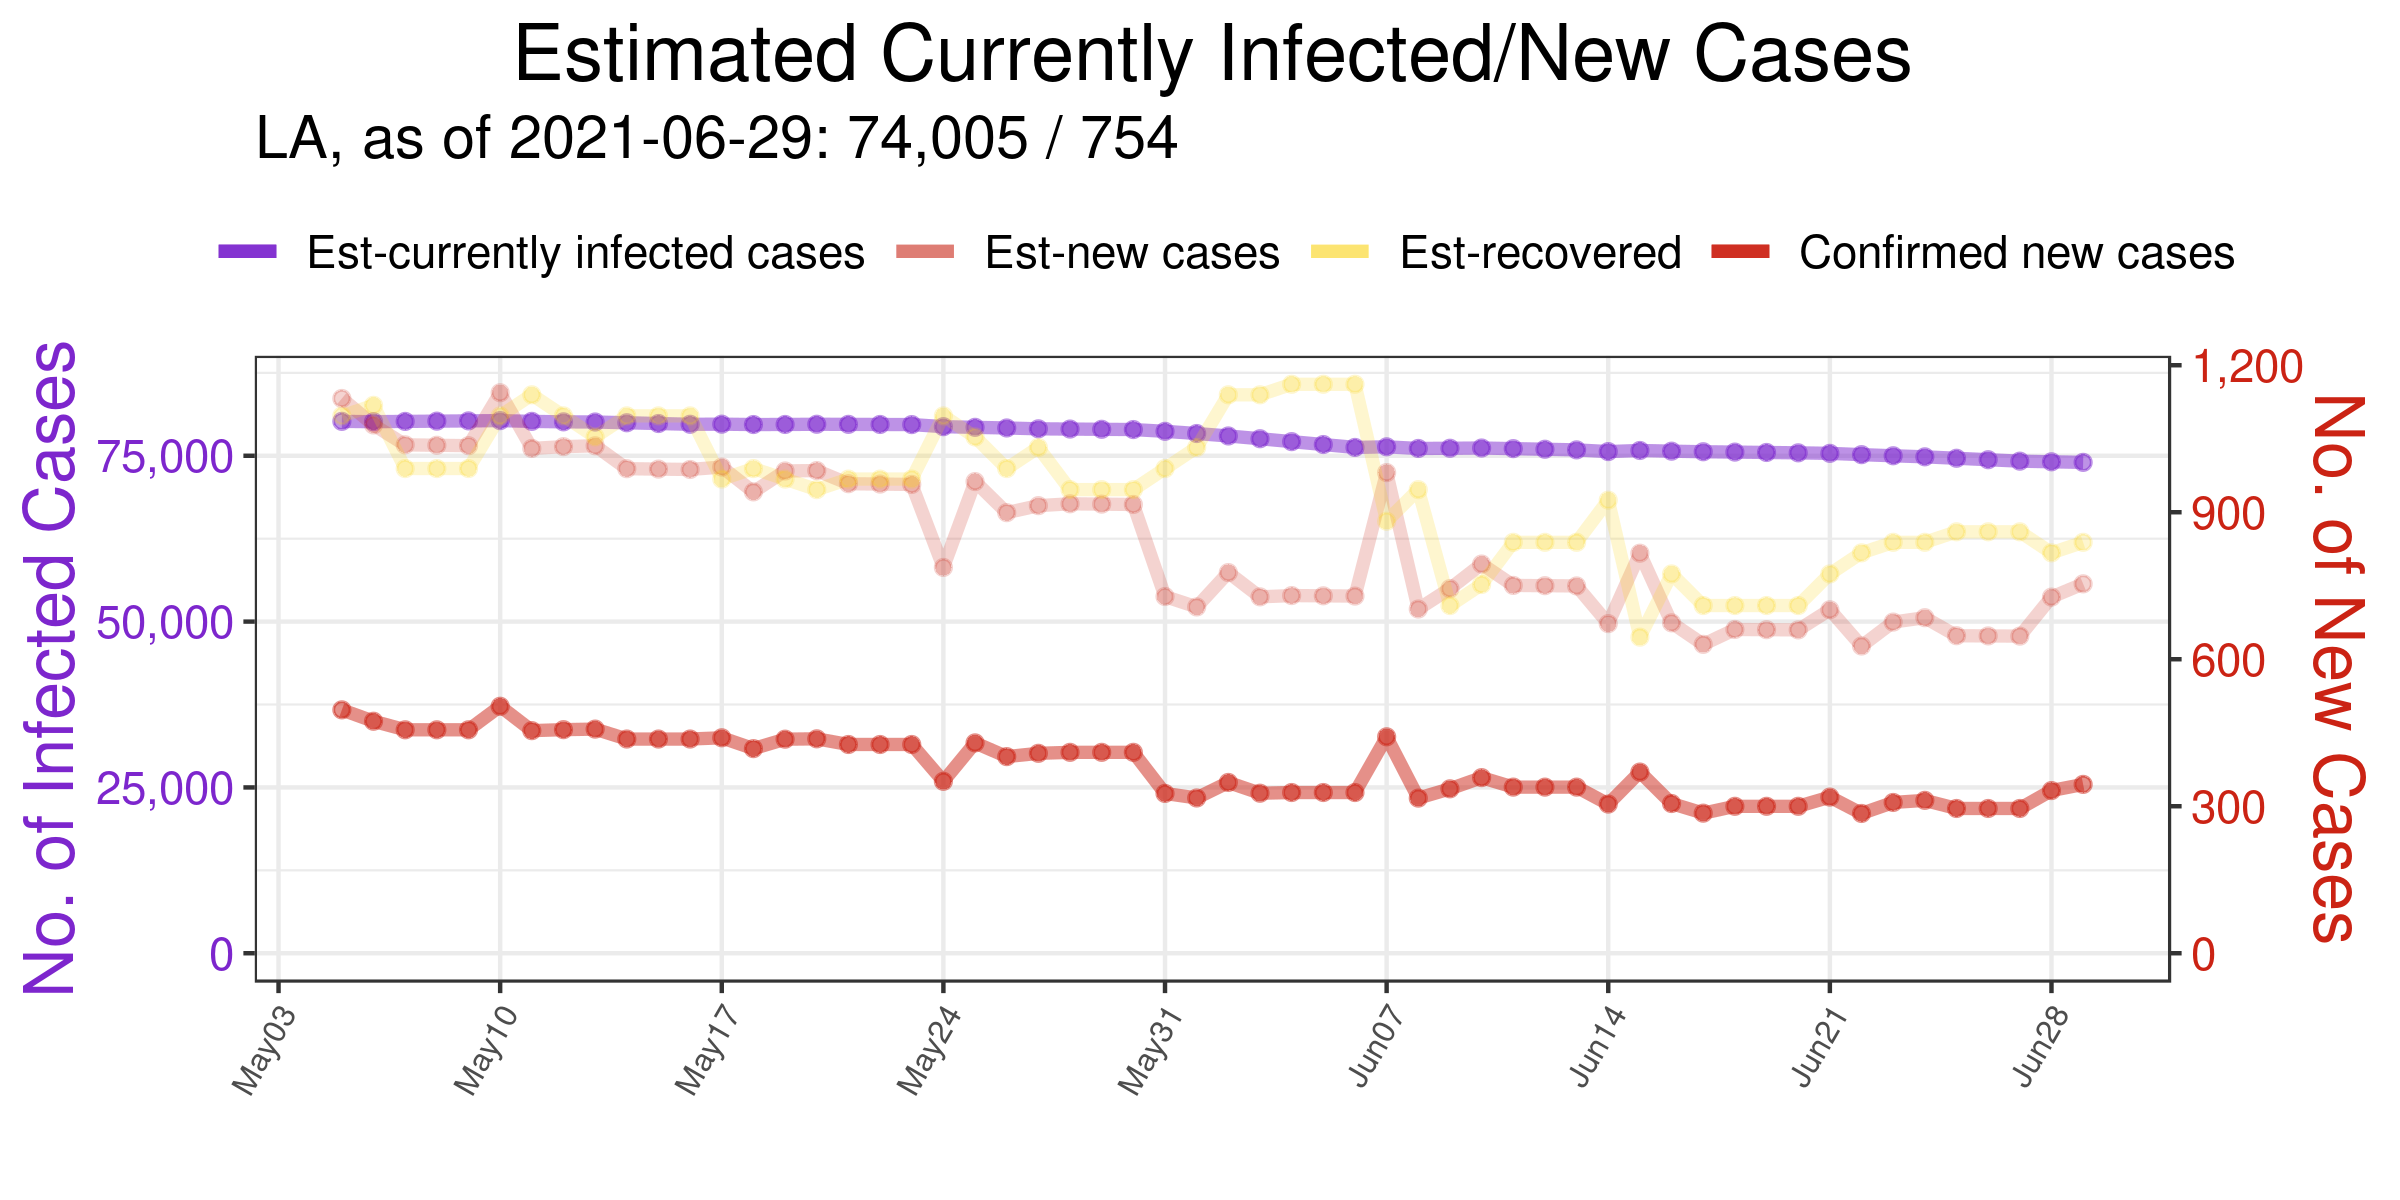 Estimated Currently Infected/New Cases
LA, as of 2021-06-29: 74,005 / 754
Est-currently infected cases Est-new cases Est-recovered Confirmed new cases
No. of Infected Cases
75,000
50,000
25,000
0
1,200
900
600
300
0
No. of New Cases
May03 May10 May17 May24 May31 Jun07 Jun14 Jun21 Jun28